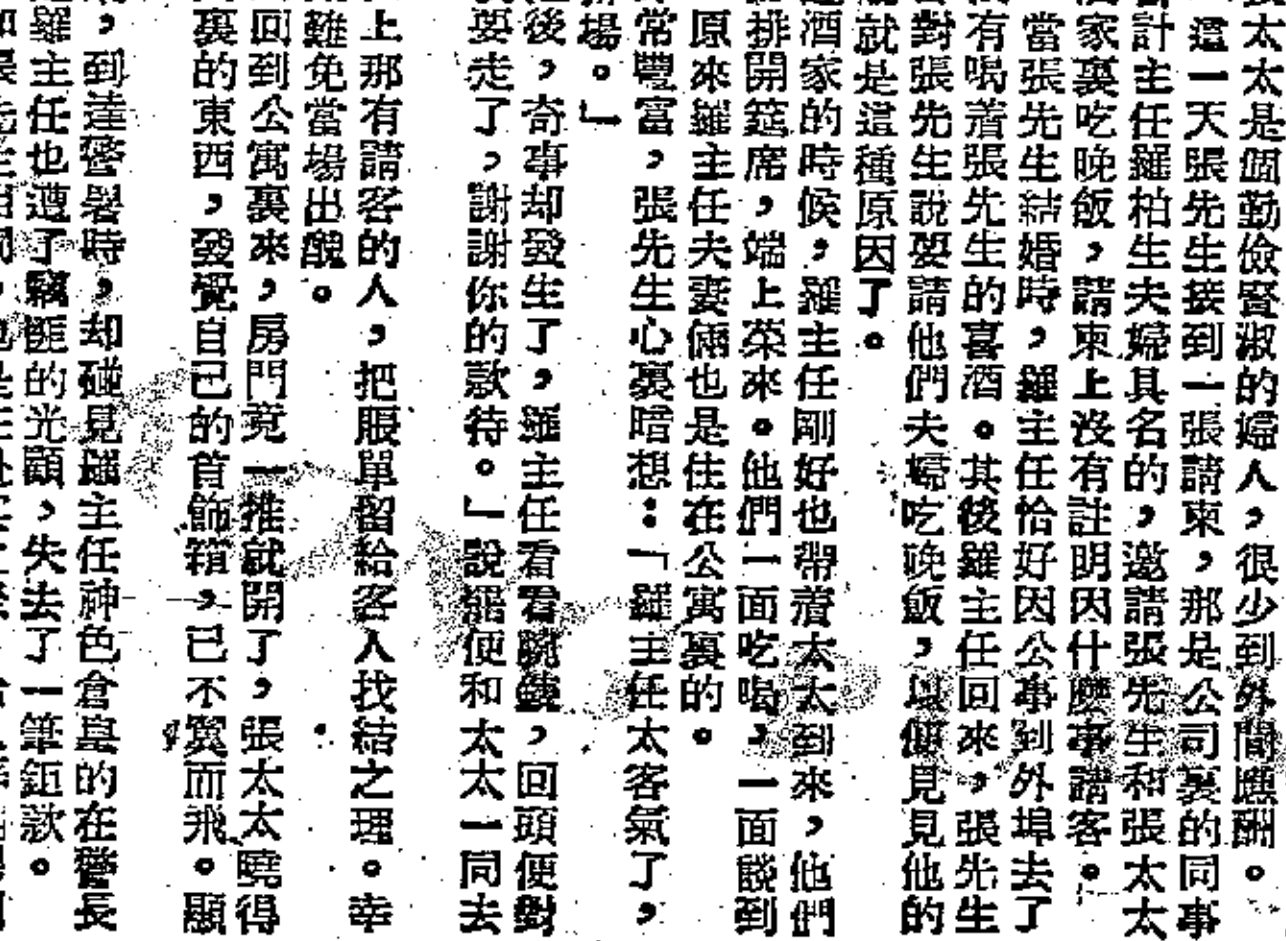 太太是個勤儉賢淑的婦人，很少到外間應酬。
這一天張先生接到一張請柬，那是公司裏的同事
計主任羅柏生夫婦具名的，邀請張先生和張太太
家裏吃晚飯，請柬上沒有註明因什麼事請客。
當張先生結婚時，羅主任恰好因公事到外埠去了
有喝着張先生的喜酒。其後羅主任回來，張先生
對張先生說要請他們夫婦吃晚飯，以便見見他的
就是這種原因了。
酒家的時候，羅主任剛好也帶着太太到來，他們
排開筵席，端上菜來。他們一面吃喝，一面談到
原來羅主任夫妻倆也是住在公寓裏的。
常豐富，張先生心裏暗想：「羅主任太客氣了，
場。」
後，奇事却發生了，羅主任看看腕錶，回頭便對
要走了，謝謝你的款待。」說罷便和太太一同去
上那有請客的人，把賬單留給客人找結之理。幸
難免當場出醜。
回到公寓裏來，房門竟一推就開了，張太太曉得
裏的東西，發覺自己的首飾箱，已不翼而飛。顯
，到達警署時，却碰見羅主任神色倉皇的在警長
羅主任也遭了竊匪的光顧，失去了一筆鉅款。